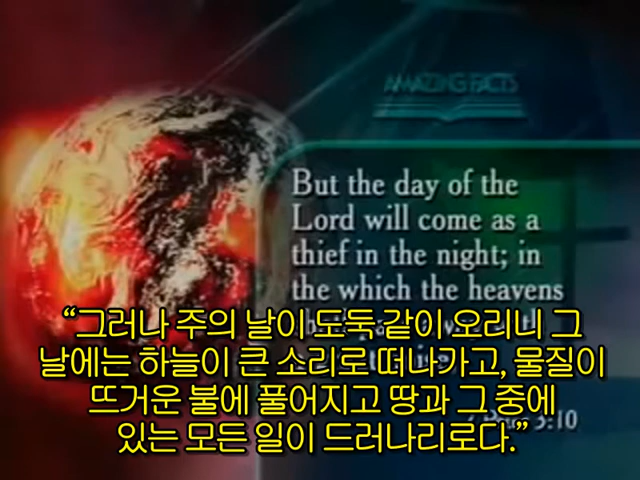 AMAZING FACTS
But the day of the
Lord will come as a
thief in the night; in
the which the heavens
“그러나 주의 날이 도둑 같이 오리니 그
날에는 하늘이 큰 소리로 떠나가고, 물질이
뜨거운 불에 풀어지고 땅과 그 중에
있는 모든 일이 드러나리로다.”
3:10